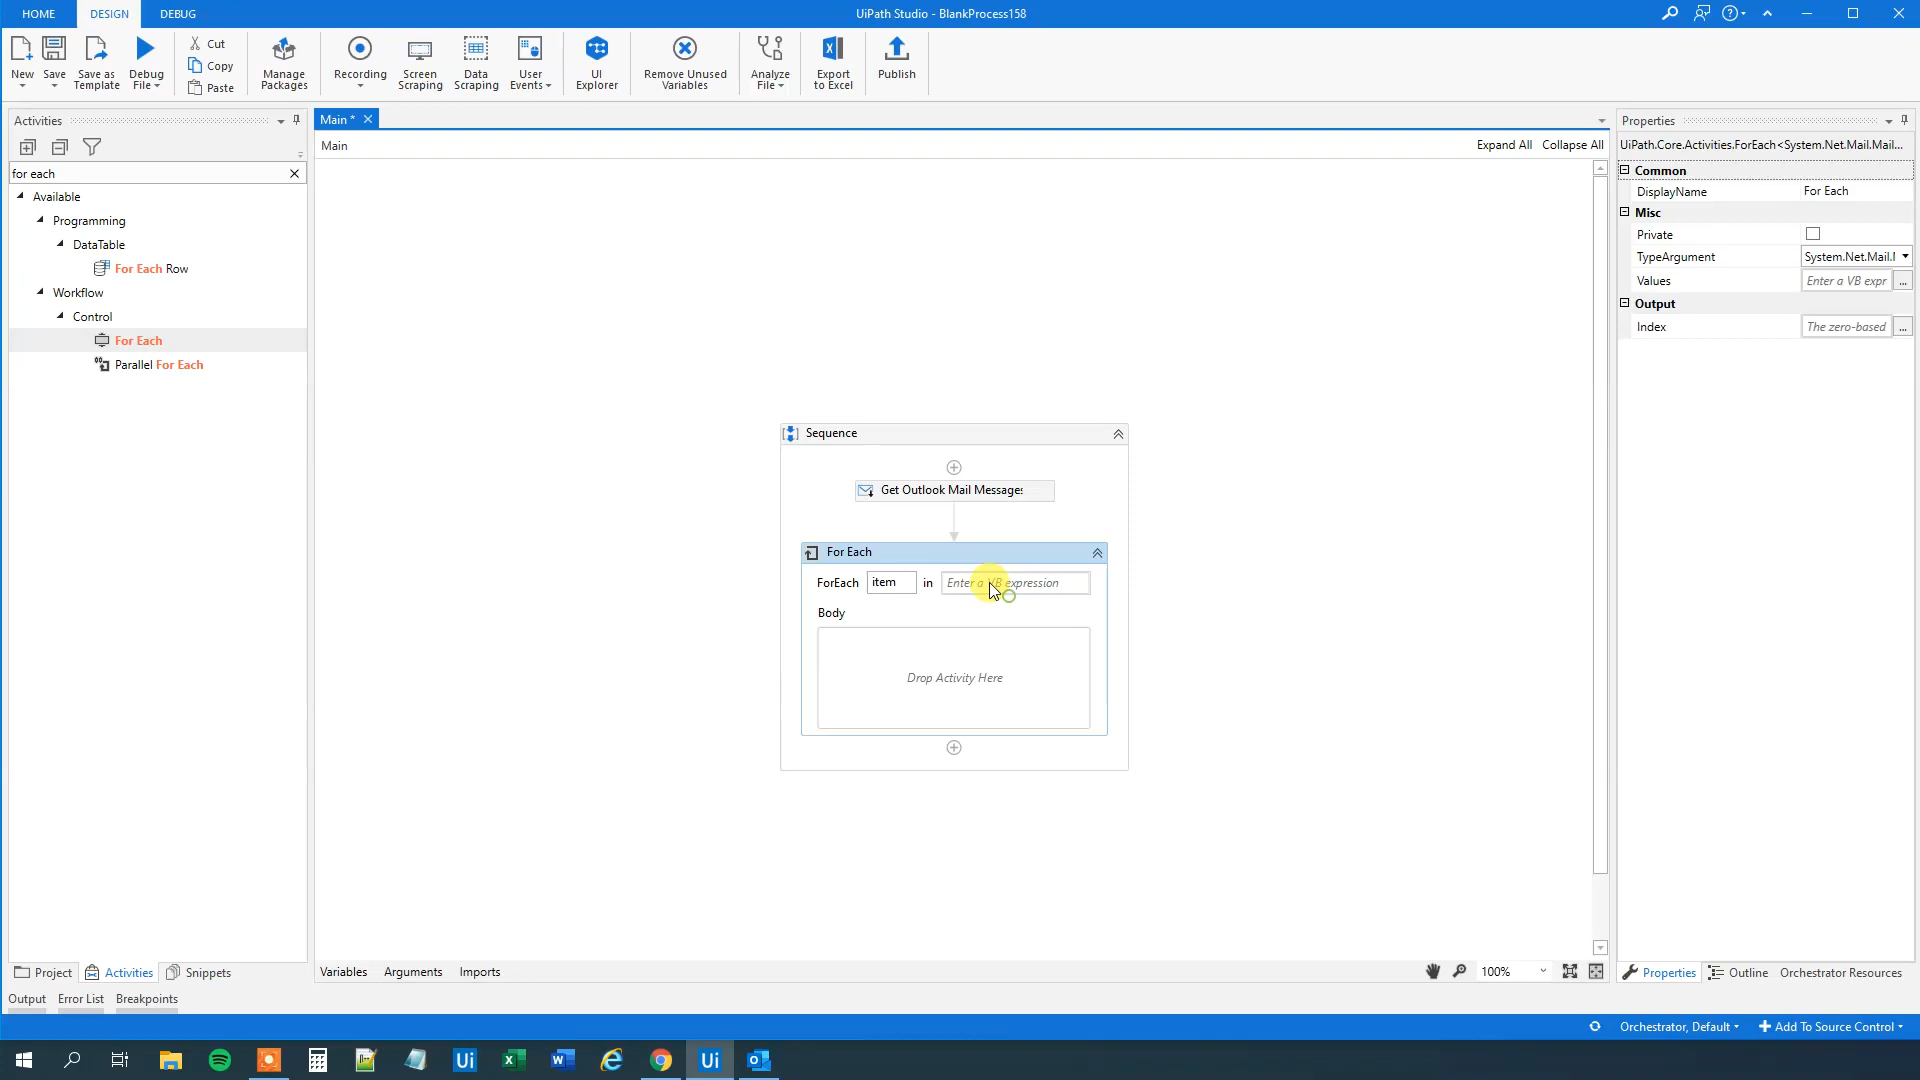 HOME DESIGN DEBUG
UiPath Studio - BlankProcess158
New
Save
Save as Template
Debug File
Cut
Copy
Paste
Manage Packages
Recording
Screen Scraping
Data Scraping
User Events
UI Explorer
Remove Unused Variables
Analyze File
Export to Excel
Publish
Activities
for each
Available
Programming
DataTable
For Each Row
Workflow
Control
For Each
Parallel For Each
Main *
Main
Expand All Collapse All
Sequence
Get Outlook Mail Messages
For Each
ForEach item in Enter a VB expression
Body
Drop Activity Here
Properties
UiPath.Core.Activities.ForEach<System.Net.Mail.Mail...
Common
DisplayName For Each
Misc
Private
TypeArgument System.Net.Mail.
Values Enter a VB expr ...
Output
Index The zero-based ...
Project Activities Snippets
Variables Arguments Imports
100%
Properties Outline Orchestrator Resources
Output Error List Breakpoints
Orchestrator, Default Add To Source Control